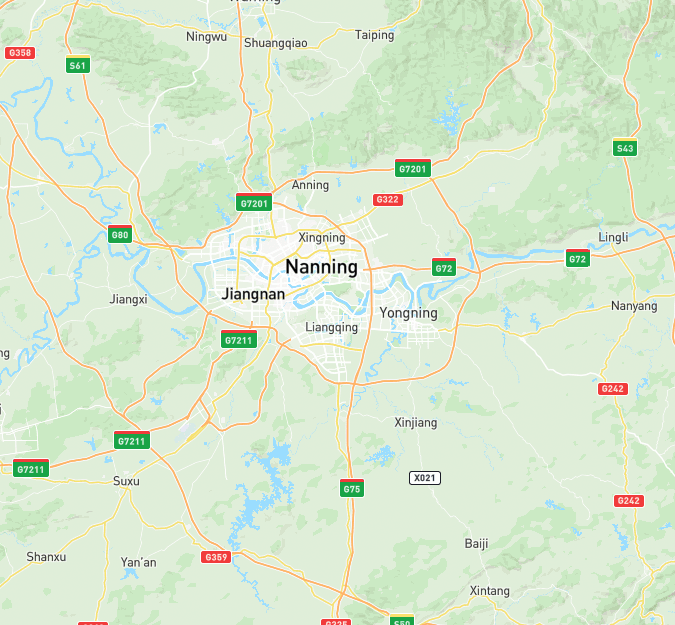 Ningwu
Taiping
Shuangqiao
G358
S61
S43
G7201
Anning
G322
G7201
G80
Xingning
Lingli
G72
Nanning
G72
Jiangnan
Jiangxi
Nanyang
Yongning
Liangqing
G7211
G242
Xinjiang
G7211
G7211
X021
Suxu
G75
G242
Baiji
Shanxu
G359
Yan'an
Xintang
S50